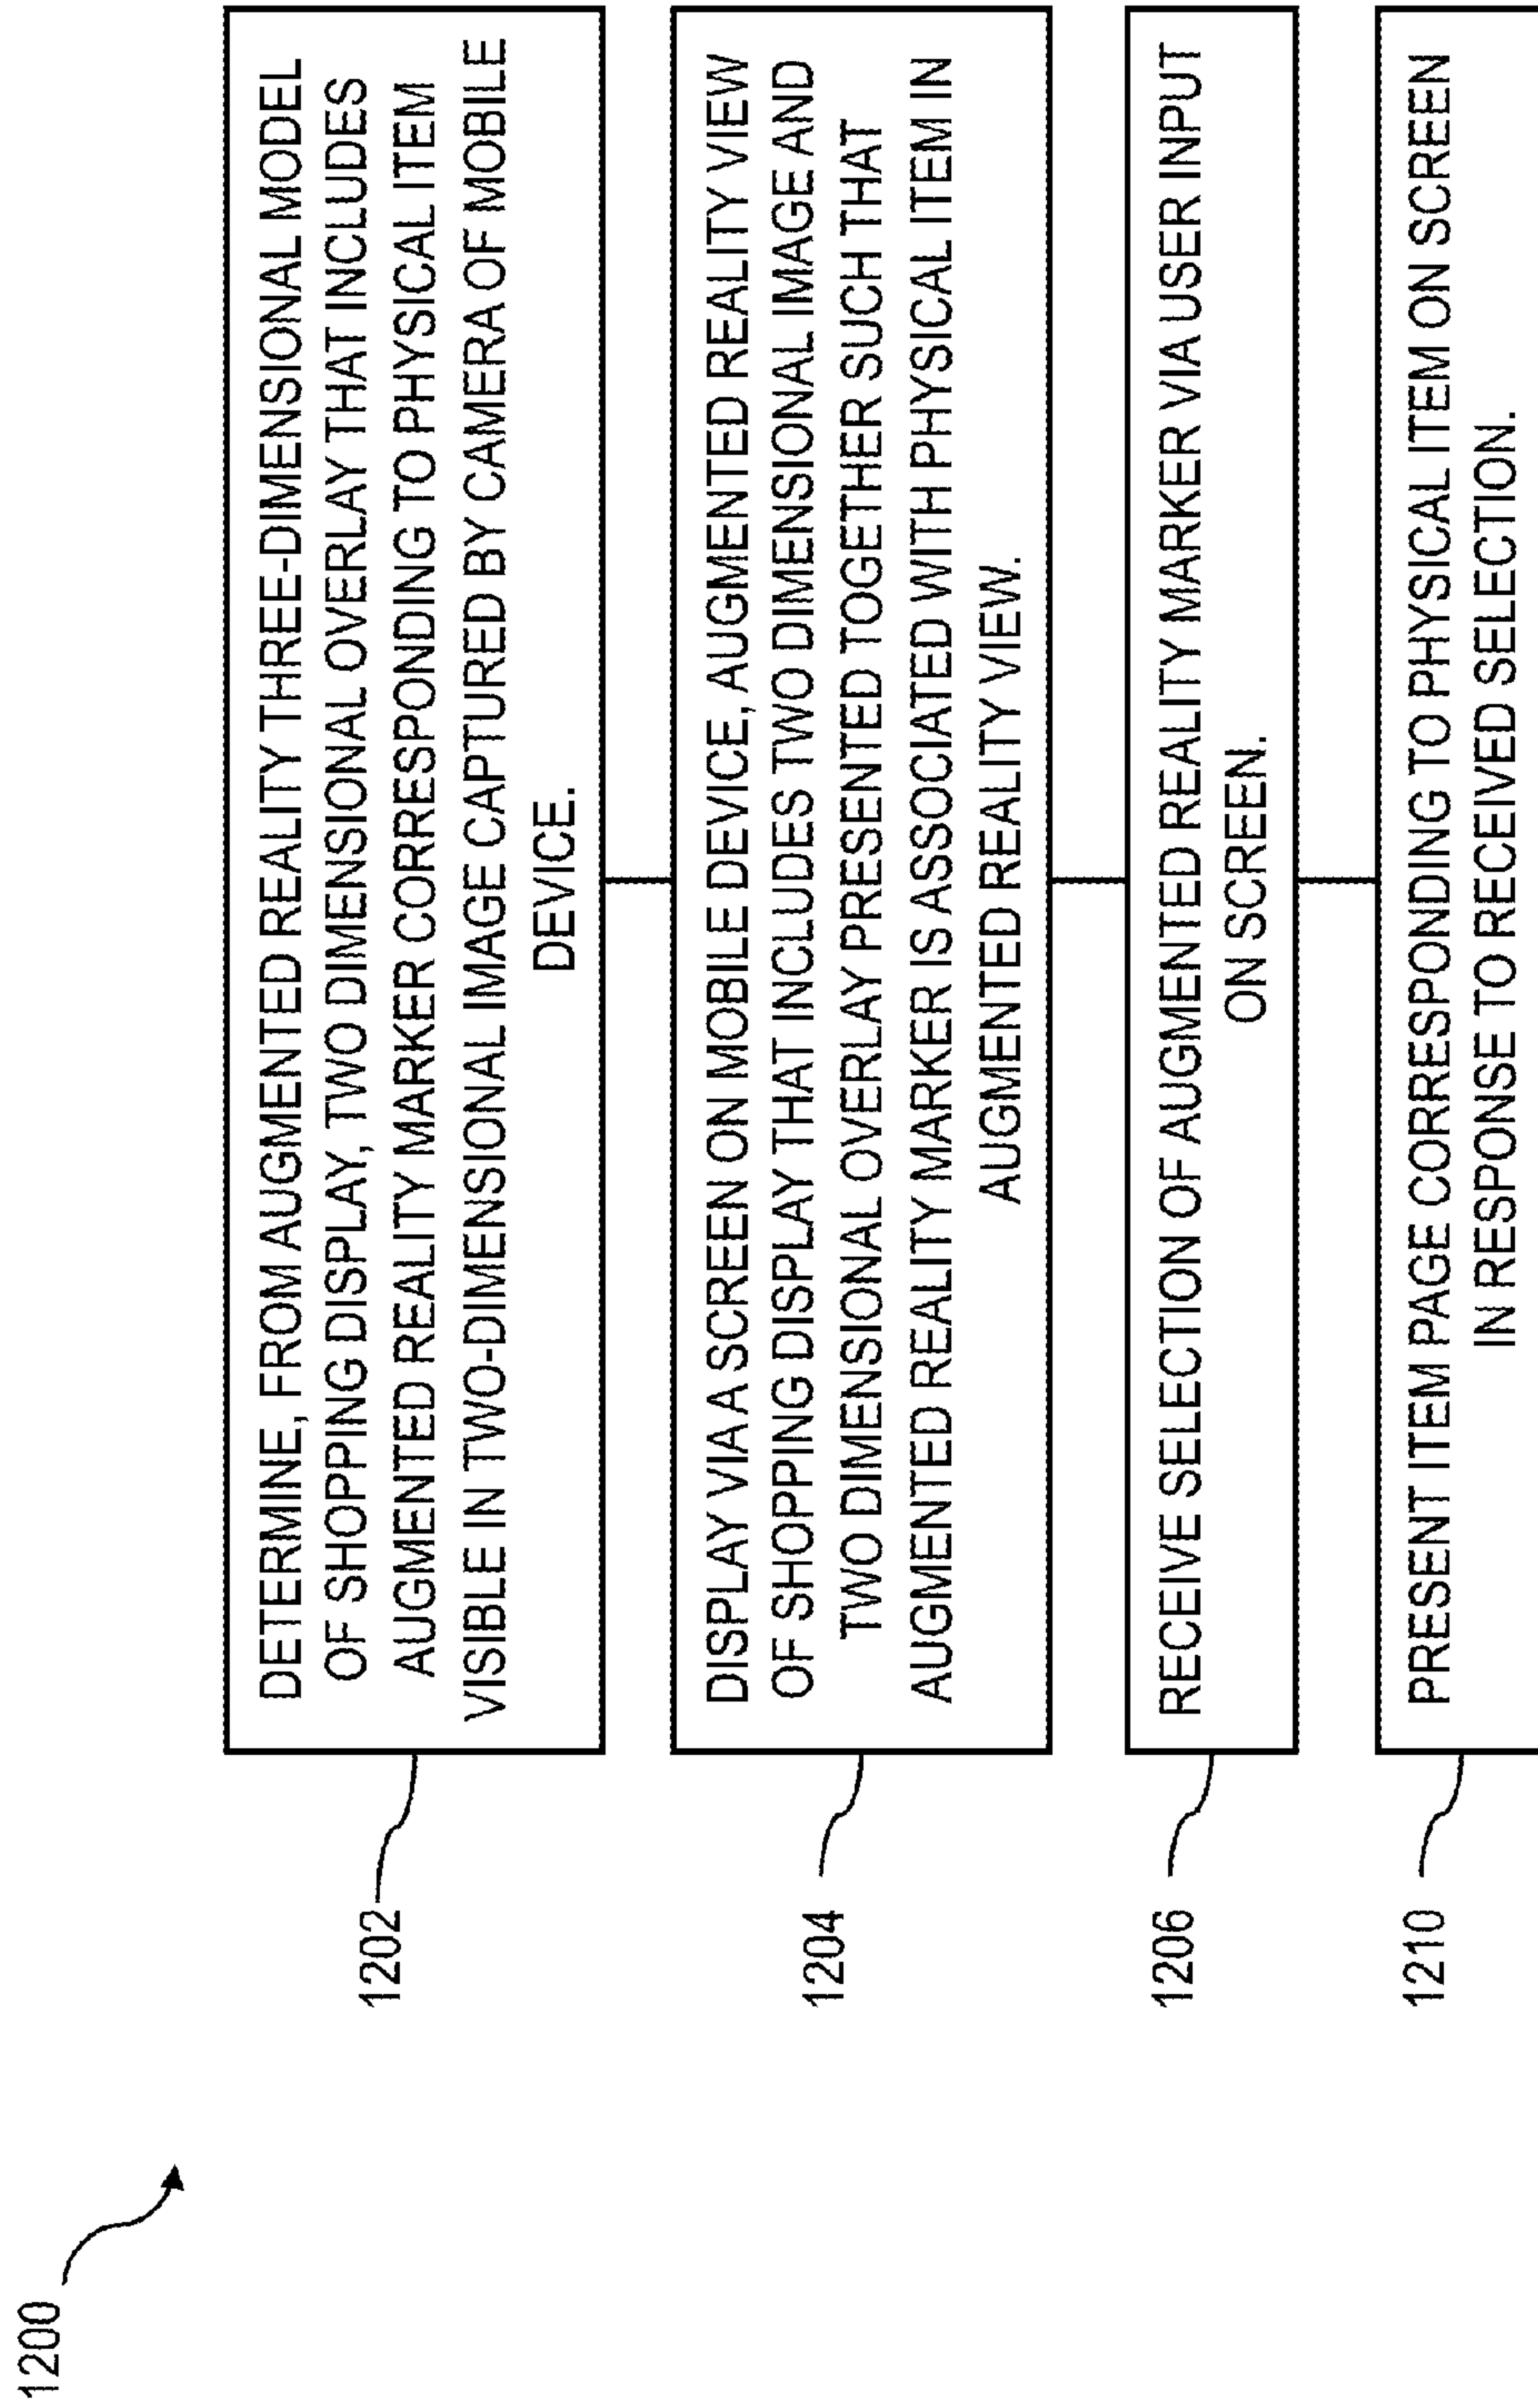 1200
1202
DETERMINE, FROM AUGMENTED REALITY THREE-DIMENSIONAL MODEL
OF SHOPPING DISPLAY, TWO DIMENSIONAL OVERLAY THAT INCLUDES
AUGMENTED REALITY MARKER CORRESPONDING TO PHYSICAL ITEM
VISIBLE IN TWO-DIMENSIONAL IMAGE CAPTURED BY CAMERA OF MOBILE
DEVICE.
1204
DISPLAY VIA A SCREEN ON MOBILE DEVICE, AUGMENTED REALITY VIEW
OF SHOPPING DISPLAY THAT INCLUDES TWO DIMENSIONAL IMAGE AND
TWO DIMENSIONAL OVERLAY PRESENTED TOGETHER SUCH THAT
AUGMENTED REALITY MARKER IS ASSOCIATED WITH PHYSICAL ITEM IN
AUGMENTED REALITY VIEW.
1206
RECEIVE SELECTION OF AUGMENTED REALITY MARKER VIA USER INPUT
ON SCREEN.
1210
PRESENT ITEM PAGE CORRESPONDING TO PHYSICAL ITEM ON SCREEN
IN RESPONSE TO RECEIVED SELECTION.